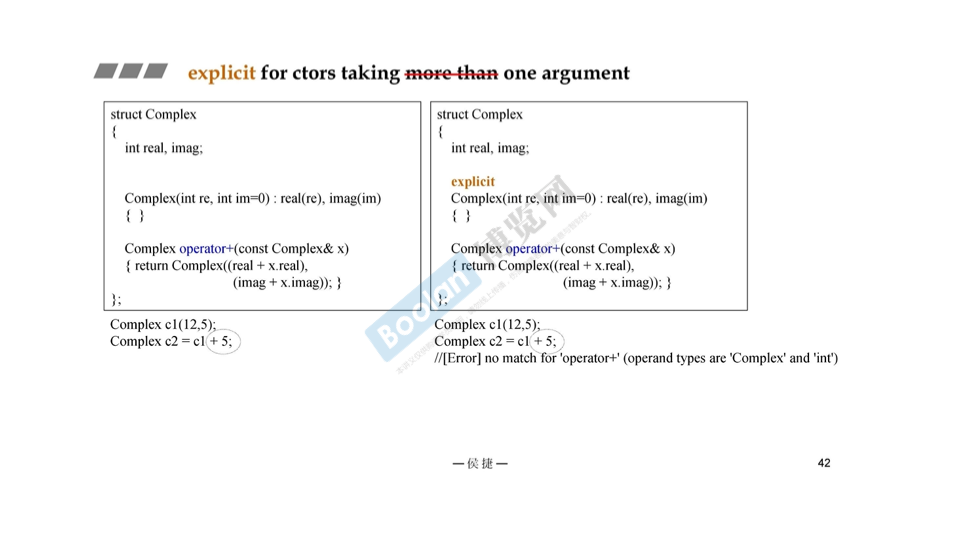 explicit for ctors taking more than one argument
struct Complex
{
int real, imag;
Complex(int re, int im=0) : real(re), imag(im)
{ }
Complex operator+(const Complex& x)
{ return Complex((real + x.real),
(imag + x.imag)); }
};
Complex c1(12,5);
Complex c2 = c1 + 5;
struct Complex
{
int real, imag;
explicit
Complex(int re, int im=0) : real(re), imag(im)
{ }
Complex operator+(const Complex& x)
{ return Complex((real + x.real),
(imag + x.imag)); }
};
Complex c1(12,5);
Complex c2 = c1 + 5;
//[Error] no match for 'operator+' (operand types are 'Complex' and 'int')
Boolan 博览网
— 侯捷 —
42